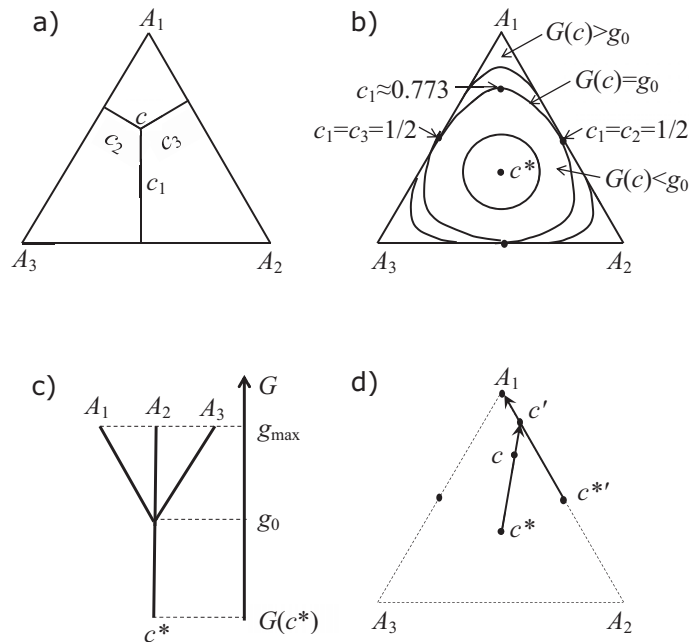 a)
A₁
c
c₂
c₃
c₁
A₃
A₂
b)
A₁
G(c)>g₀
G(c)=g₀
c₁≈0.773
c₁=c₃=1/2
c₁=c₂=1/2
c*
G(c)<g₀
A₃
A₂
c)
G
A₁ A₂ A₃
gmax
g₀
G(c*)
c*
d)
A₁
c′
c
c*′
c*
A₃
A₂